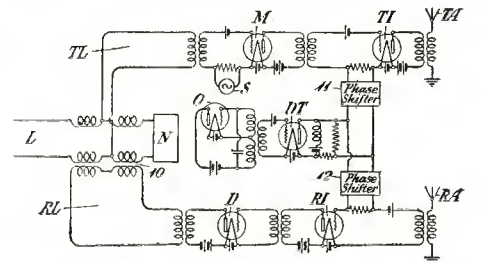 M
TI
TA
TL
11
Phase
Shifter
S
O
DT
L
N
10
12
Phase
Shifter
RL
D
RI
RA